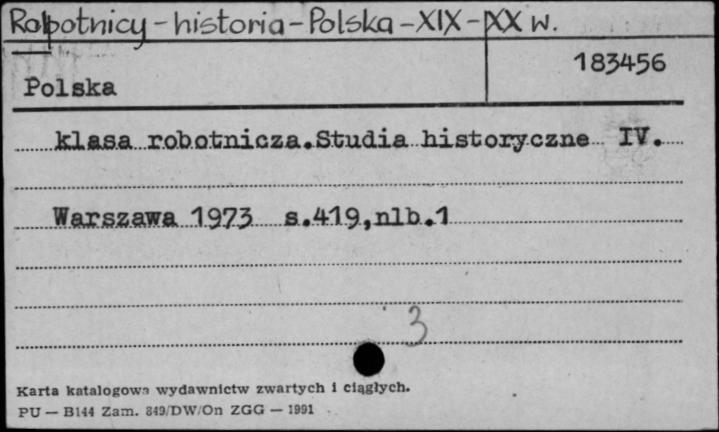 Robotnicy - historia - Polska - XIX - XX w.
183456
Polska
klasa robotnicza.Studia historyczne IV.
Warszawa 1973 s.419,nlb.1
3
Karta katalogowa wydawnictw zwartych i ciągłych.
PU — B144 Zam. 849/DW/On ZGG — 1991